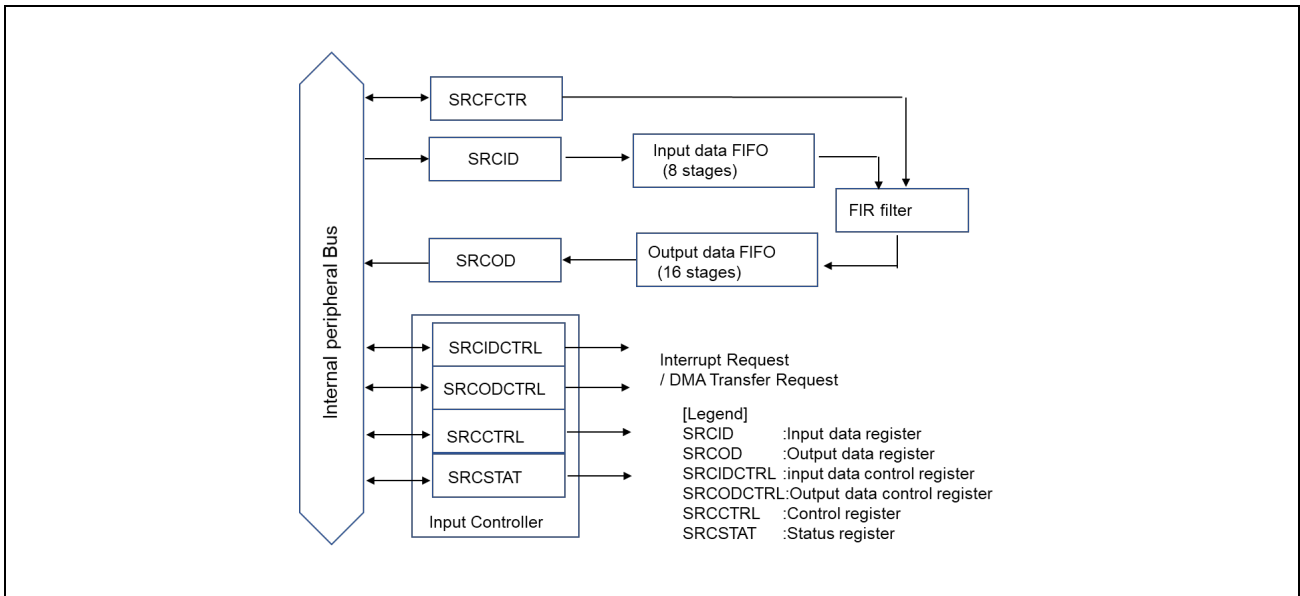 SRCFCTR
SRCID
Input data FIFO
(8 stages)
FIR filter
Internal peripheral Bus
SRCOD
Output data FIFO
(16 stages)
SRCIDCTRL
SRCODCTRL
SRCCTRL
SRCSTAT
Input Controller
Interrupt Request
/ DMA Transfer Request
[Legend]
SRCID :Input data register
SRCOD :Output data register
SRCIDCTRL :input data control register
SRCODCTRL:Output data control register
SRCCTRL :Control register
SRCSTAT :Status register